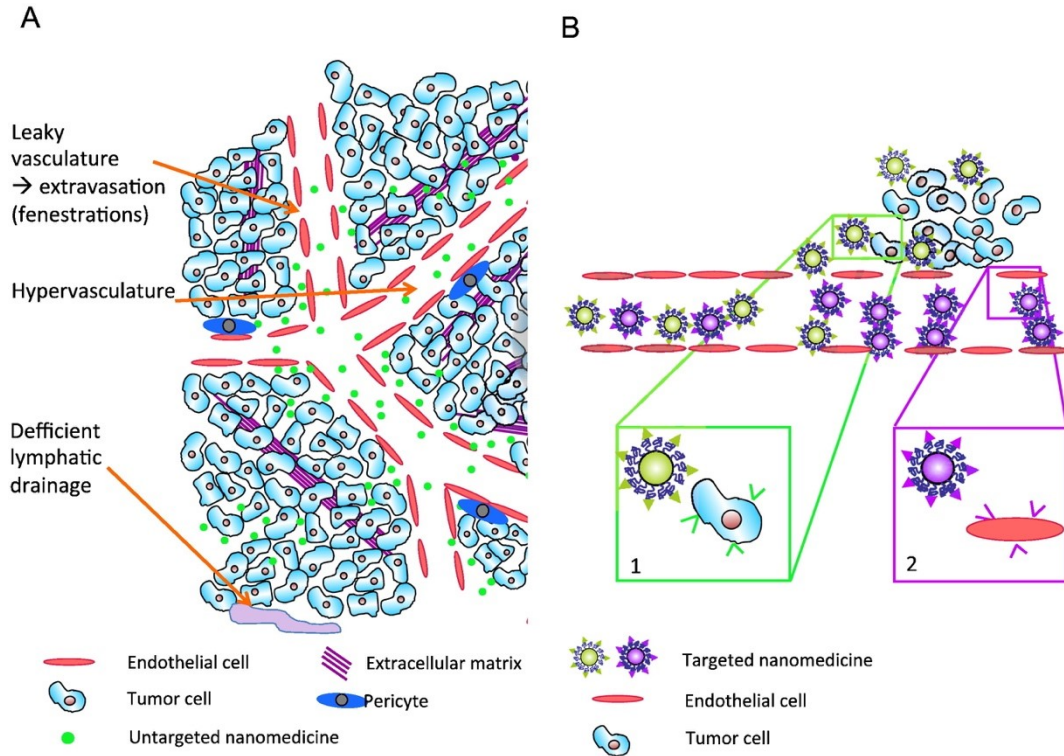 A
Leaky
vasculature
→ extravasation
(fenestrations)
Hypervasculature
Defficient
lymphatic
drainage
Endothelial cell
Extracellular matrix
Tumor cell
Pericyte
Untargeted nanomedicine
B
1
2
Targeted nanomedicine
Endothelial cell
Tumor cell